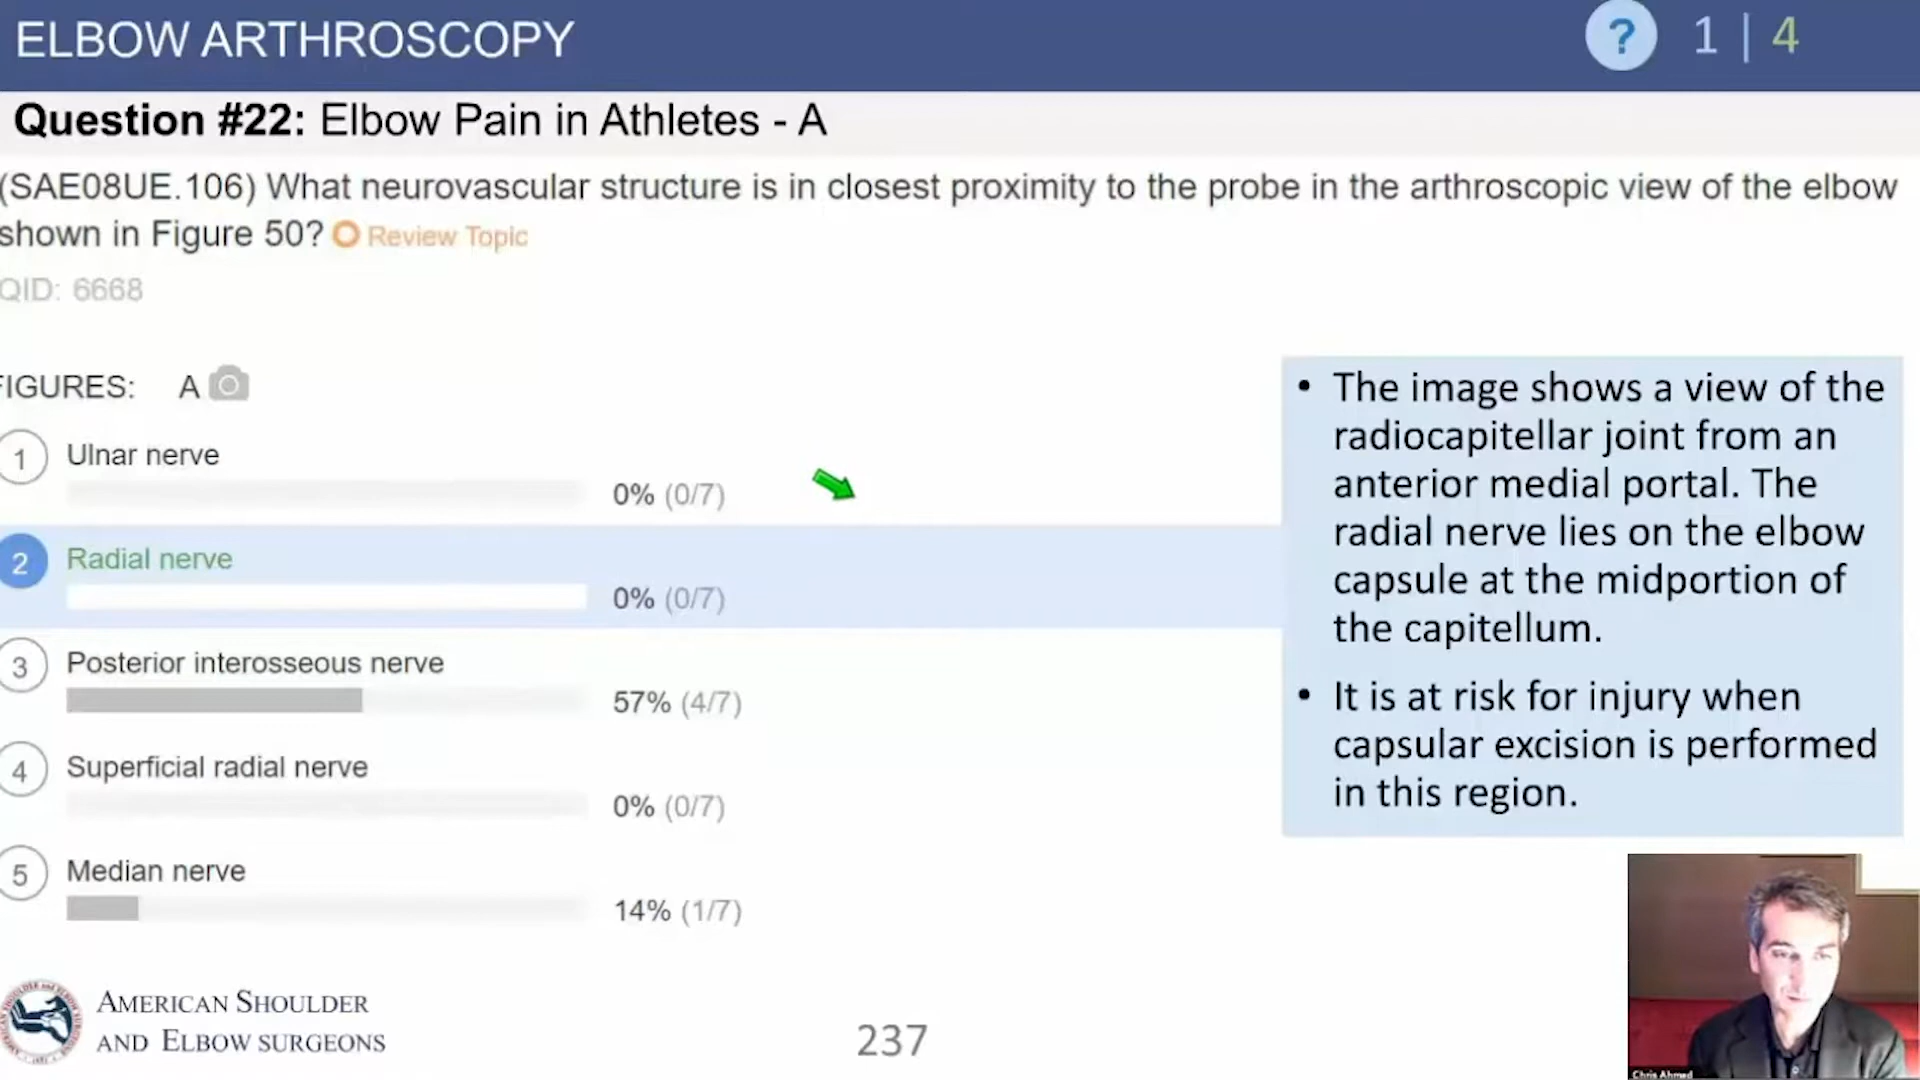 ELBOW ARTHROSCOPY
? 1 | 4
Question #22: Elbow Pain in Athletes - A
(SAE08UE.106) What neurovascular structure is in closest proximity to the probe in the arthroscopic view of the elbow
shown in Figure 50? Review Topic
QID: 6668
FIGURES: A
1 Ulnar nerve
0% (0/7)
2 Radial nerve
0% (0/7)
3 Posterior interosseous nerve
57% (4/7)
4 Superficial radial nerve
0% (0/7)
5 Median nerve
14% (1/7)
• The image shows a view of the
radiocapitellar joint from an
anterior medial portal. The
radial nerve lies on the elbow
capsule at the midportion of
the capitellum.
• It is at risk for injury when
capsular excision is performed
in this region.
AMERICAN SHOULDER
AND ELBOW SURGEONS
237
Chris Ahmad